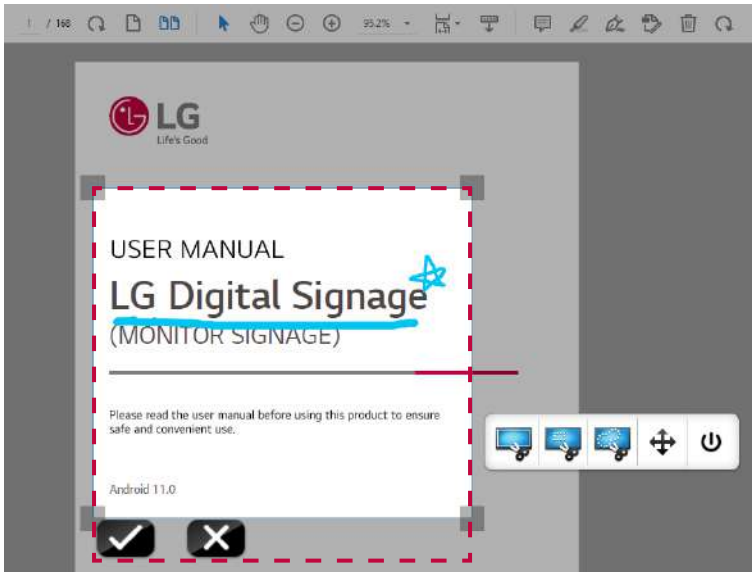 1 / 168 95.2%
LG
Life's Good
USER MANUAL
LG Digital Signage
(MONITOR SIGNAGE)
Please read the user manual before using this product to ensure
safe and convenient use.
Android 11.0